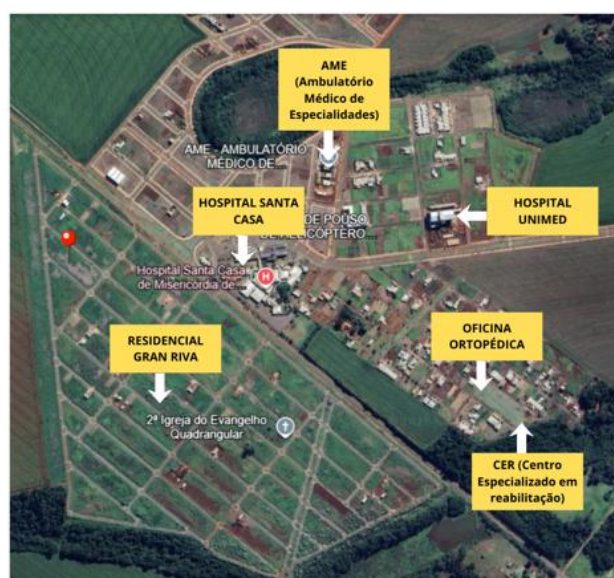 AME
(Ambulatório
Médico de
Especialidades)
AME - AMBULATÓRIO
MÉDICO DE...
HOSPITAL SANTA
CASA
DE POUSO
DE HELICÓPTERO...
HOSPITAL
UNIMED
Hospital Santa Casa
de Misericórdia de...
H
RESIDENCIAL
GRAN RIVA
OFICINA
ORTOPÉDICA
2ª Igreja do Evangelho
Quadrangular
CER (Centro
Especializado em
reabilitação)